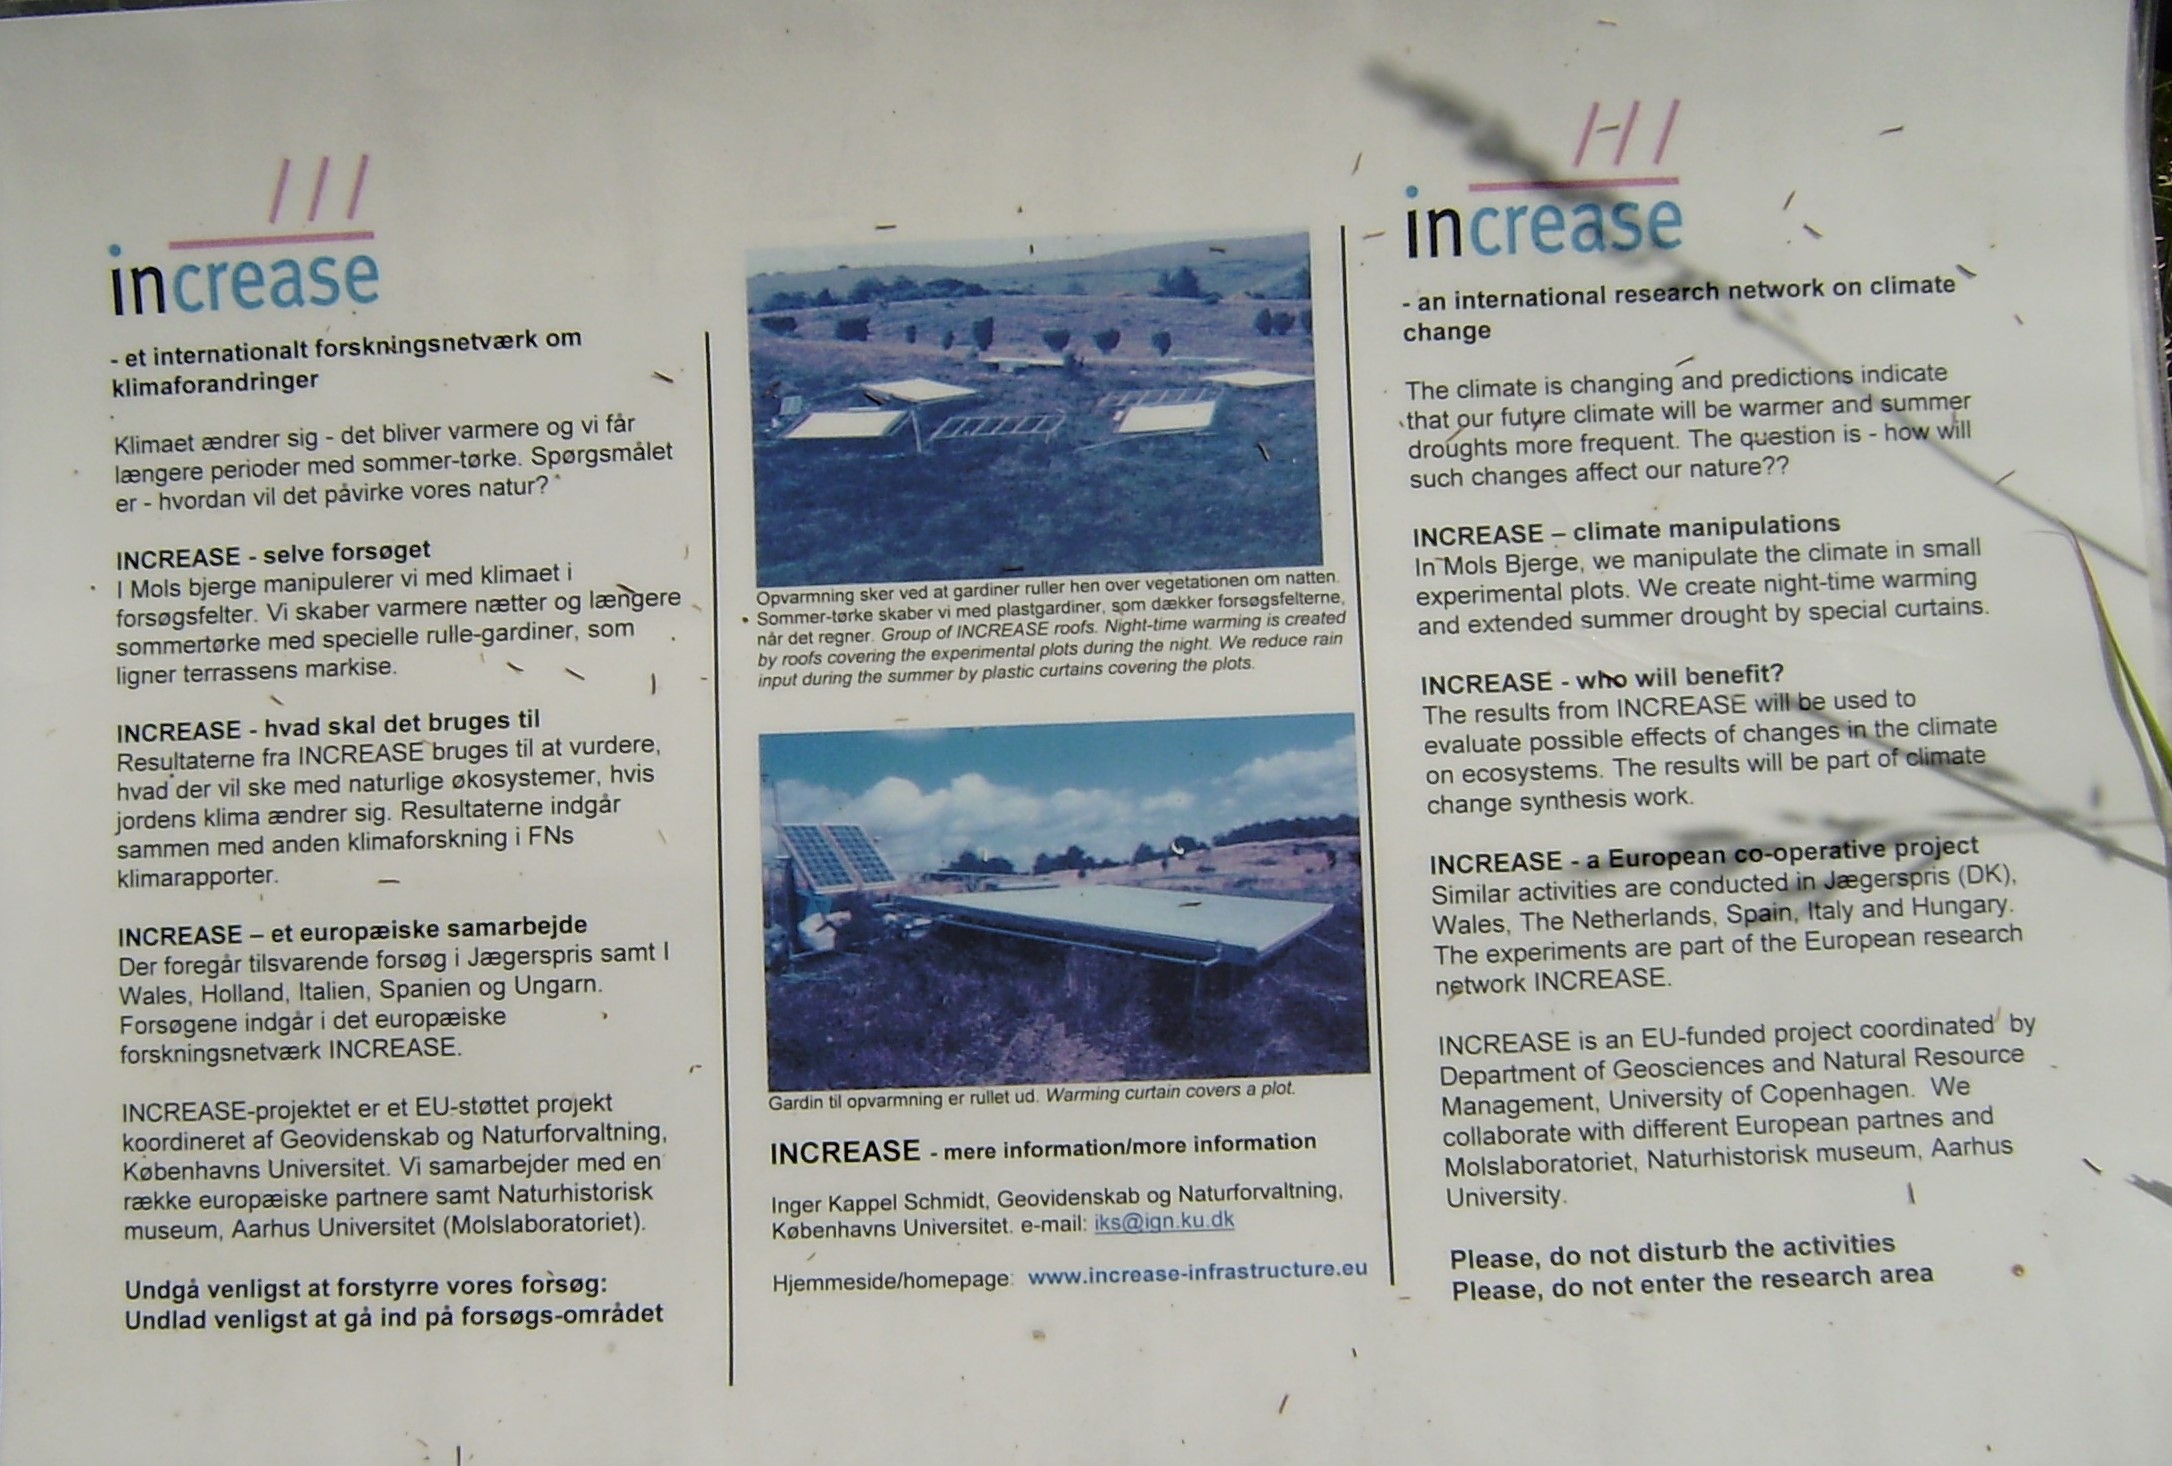 increase
- et internationalt forskningsnetværk om
klimaforandringer
Klimaet ændrer sig - det bliver varmere og vi får
længere perioder med sommer-tørke. Spørgsmålet
er - hvordan vil det påvirke vores natur?
INCREASE - selve forsøget
I Mols bjerge manipulerer vi med klimaet i
forsøgsfelter. Vi skaber varmere nætter og længere
sommertørke med specielle rulle-gardiner, som
ligner terrassens markise.
INCREASE - hvad skal det bruges til
Resultaterne fra INCREASE bruges til at vurdere,
hvad der vil ske med naturlige økosystemer, hvis
jordens klima ændrer sig. Resultaterne indgår
sammen med anden klimaforskning i FNs
klimarapporter.
INCREASE – et europæiske samarbejde
Der foregår tilsvarende forsøg i Jægerspris samt I
Wales, Holland, Italien, Spanien og Ungarn.
Forsøgene indgår i det europæiske
forskningsnetværk INCREASE.
INCREASE-projektet er et EU-støttet projekt
koordineret af Geovidenskab og Naturforvaltning,
Københavns Universitet. Vi samarbejder med en
række europæiske partnere samt Naturhistorisk
museum, Aarhus Universitet (Molslaboratoriet).
Undgå venligst at forstyrre vores forsøg:
Undlad venligst at gå ind på forsøgs-området
Opvarmning sker ved at gardiner ruller hen over vegetationen om natten.
Sommer-tørke skaber vi med plastgardiner, som dækker forsøgsfelterne,
når det regner. Group of INCREASE roofs. Night-time warming is created
by roofs covering the experimental plots during the night. We reduce rain
input during the summer by plastic curtains covering the plots.
Gardin til opvarmning er rullet ud. Warming curtain covers a plot.
INCREASE - mere information/more information
Inger Kappel Schmidt, Geovidenskab og Naturforvaltning,
Københavns Universitet. e-mail: iks@ign.ku.dk
Hjemmeside/homepage: www.increase-infrastructure.eu
increase
- an international research network on climate
change
The climate is changing and predictions indicate
that our future climate will be warmer and summer
droughts more frequent. The question is - how will
such changes affect our nature??
INCREASE – climate manipulations
In Mols Bjerge, we manipulate the climate in small
experimental plots. We create night-time warming
and extended summer drought by special curtains.
INCREASE - who will benefit?
The results from INCREASE will be used to
evaluate possible effects of changes in the climate
on ecosystems. The results will be part of climate
change synthesis work.
INCREASE - a European co-operative project
Similar activities are conducted in Jægerspris (DK),
Wales, The Netherlands, Spain, Italy and Hungary.
The experiments are part of the European research
network INCREASE.
INCREASE is an EU-funded project coordinated by
Department of Geosciences and Natural Resource
Management, University of Copenhagen. We
collaborate with different European partnes and
Molslaboratoriet, Naturhistorisk museum, Aarhus
University.
Please, do not disturb the activities
Please, do not enter the research area